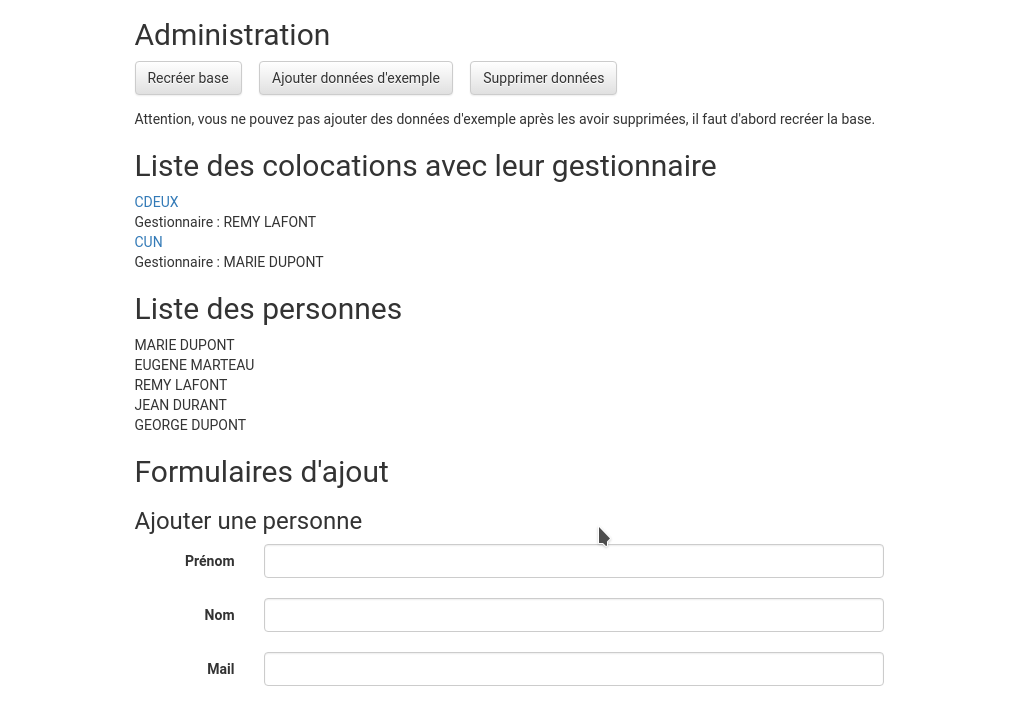 Administration
Recréer base
Ajouter données d'exemple
Supprimer données
Attention, vous ne pouvez pas ajouter des données d'exemple après les avoir supprimées, il faut d'abord recréer la base.
Liste des colocations avec leur gestionnaire
CDEUX
Gestionnaire : REMY LAFONT
CUN
Gestionnaire : MARIE DUPONT
Liste des personnes
MARIE DUPONT
EUGENE MARTEAU
REMY LAFONT
JEAN DURANT
GEORGE DUPONT
Formulaires d'ajout
Ajouter une personne
Prénom
Nom
Mail